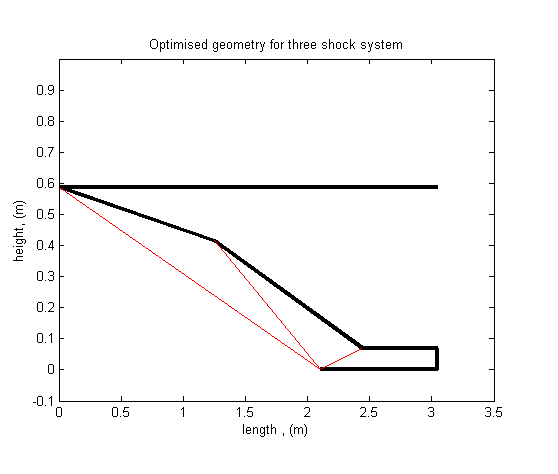 Optimised geometry for three shock system
0.9
0.8
0.7
0.6
0.5
0.4
0.3
0.2
0.1
0
-0.1
height, (m)
0 0.5 1 1.5 2 2.5 3 3.5
length , (m)